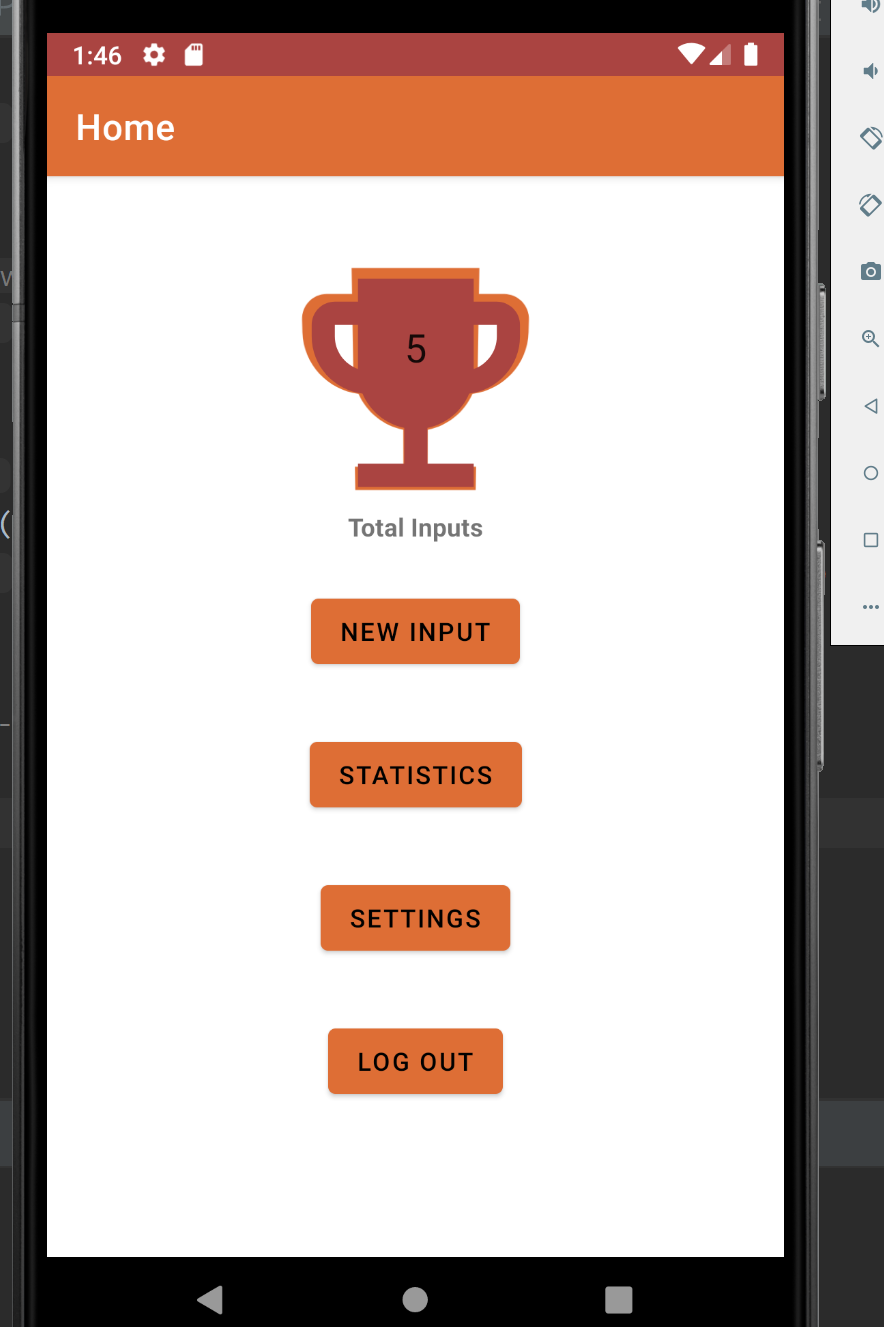 1:46
Home
5
Total Inputs
NEW INPUT
STATISTICS
SETTINGS
LOG OUT